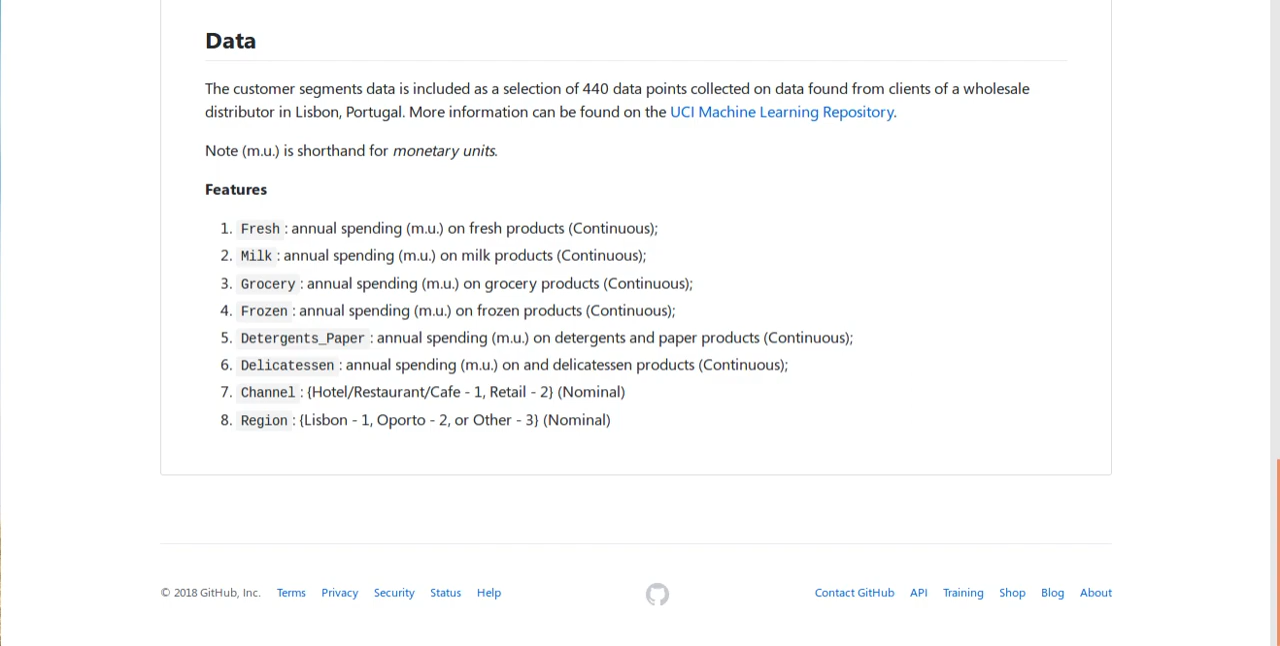 Data
The customer segments data is included as a selection of 440 data points collected on data found from clients of a wholesale
distributor in Lisbon, Portugal. More information can be found on the UCI Machine Learning Repository.
Note (m.u.) is shorthand for monetary units.
Features
1. Fresh : annual spending (m.u.) on fresh products (Continuous);
2. Milk : annual spending (m.u.) on milk products (Continuous);
3. Grocery : annual spending (m.u.) on grocery products (Continuous);
4. Frozen : annual spending (m.u.) on frozen products (Continuous);
5. Detergents_Paper : annual spending (m.u.) on detergents and paper products (Continuous);
6. Delicatessen : annual spending (m.u.) on and delicatessen products (Continuous);
7. Channel : {Hotel/Restaurant/Cafe - 1, Retail - 2} (Nominal)
8. Region : {Lisbon - 1, Oporto - 2, or Other - 3} (Nominal)
© 2018 GitHub, Inc. Terms Privacy Security Status Help Contact GitHub API Training Shop Blog About